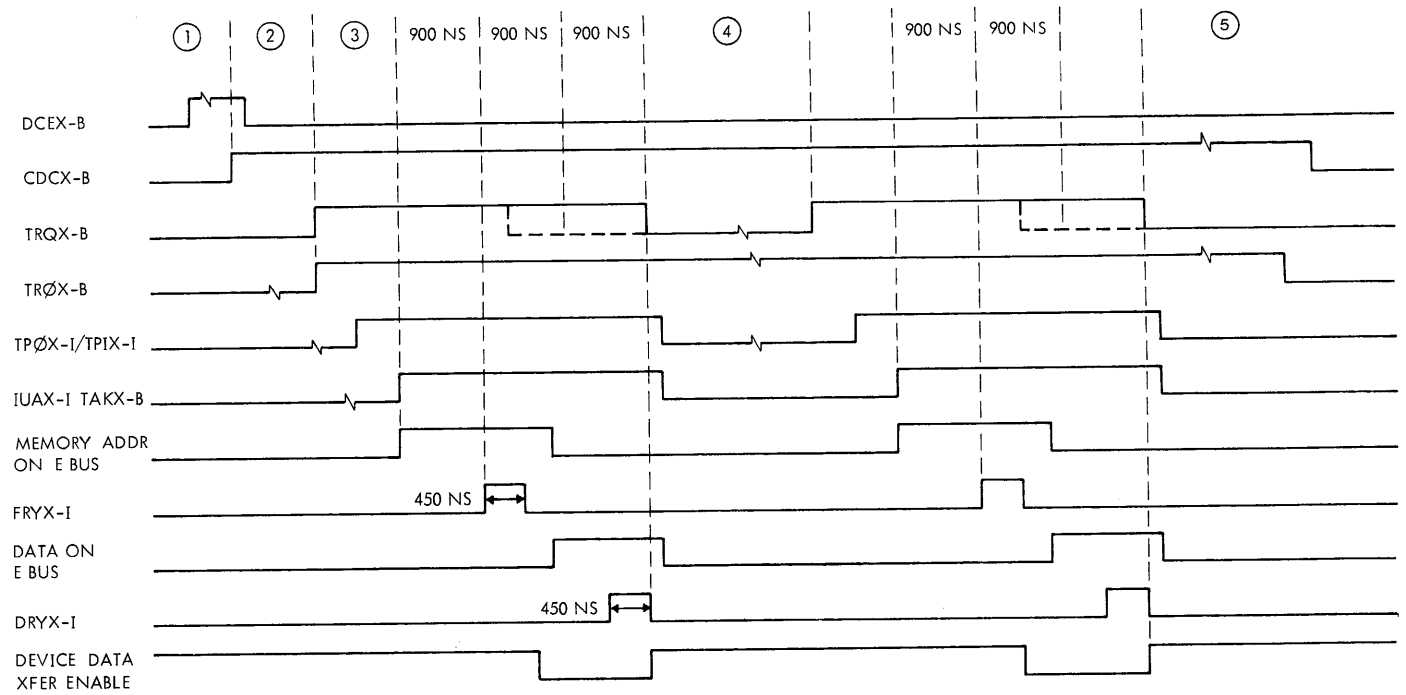 ① ② ③ 900 NS 900 NS 900 NS ④ 900 NS 900 NS ⑤
DCEX-B
CDCX-B
TRQX-B
TRØX-B
TPØX-I/TPIX-I
IUAX-I TAKX-B
MEMORY ADDR
ON E BUS
450 NS
FRYX-I
DATA ON
E BUS
450 NS
DRYX-I
DEVICE DATA
XFER ENABLE